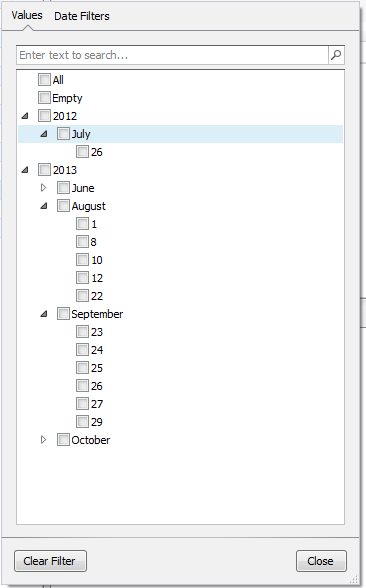 Values Date Filters
Enter text to search...
All
Empty
2012
July
26
2013
June
August
1
8
10
12
22
September
23
24
25
26
27
29
October
Clear Filter Close